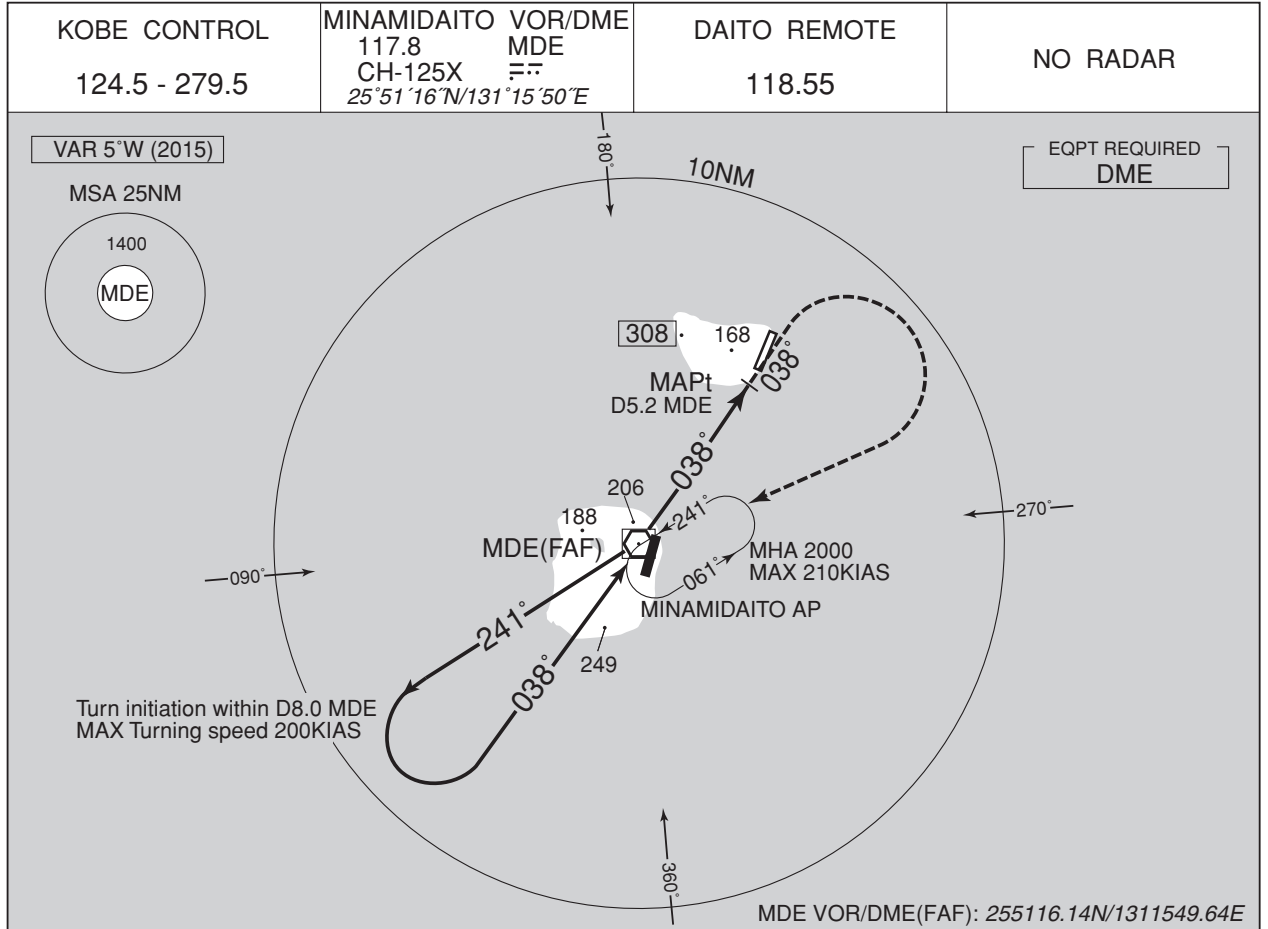 KOBE CONTROL
124.5 - 279.5
MINAMIDAITO VOR/DME
117.8 MDE
CH-125X
25°51´16˝N/131°15´50˝E
DAITO REMOTE
118.55
NO RADAR
VAR 5°W (2015)
MSA 25NM
1400
MDE
EQPT REQUIRED
DME
180°
10NM
308
168
038°
MAPt
D5.2 MDE
038°
206
188
241°
270°
MDE(FAF)
MHA 2000
MAX 210KIAS
061°
090°
MINAMIDAITO AP
241°
249
038°
Turn initiation within D8.0 MDE
MAX Turning speed 200KIAS
360°
MDE VOR/DME(FAF): 255116.14N/1311549.64E